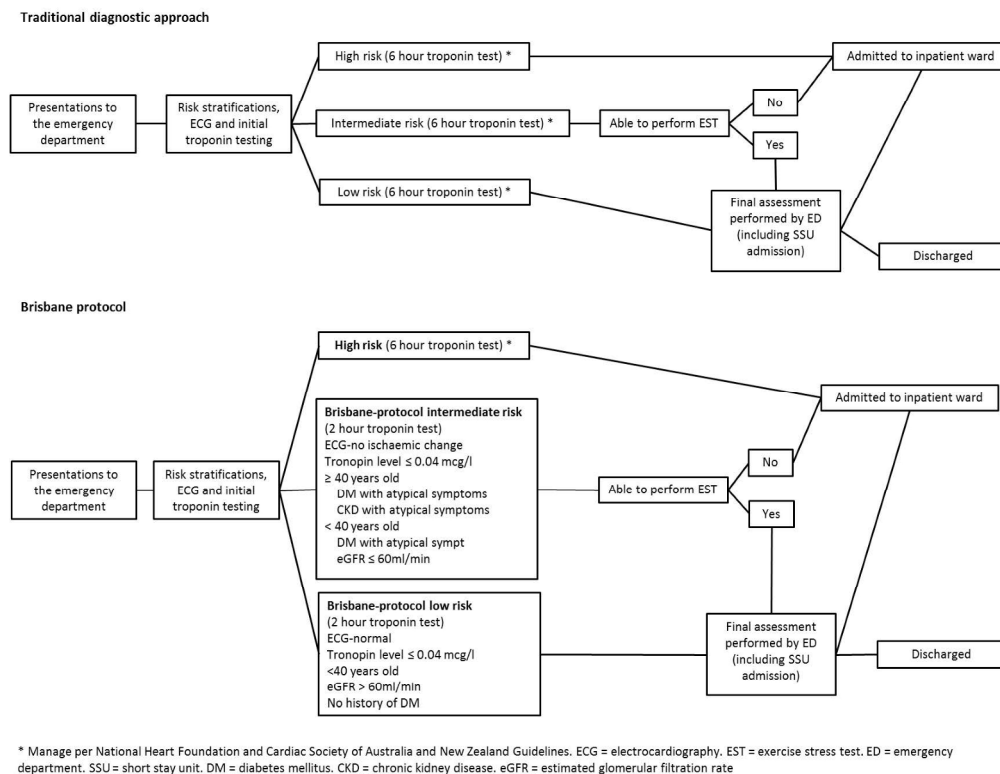 Traditional diagnostic approach
High risk (6 hour troponin test) *
Admitted to inpatient ward
No
Presentations to
the emergency
department
Risk stratifications,
ECG and initial
troponin testing
Intermediate risk (6 hour troponin test) *
Able to perform EST
Yes
Low risk (6 hour troponin test) *
Final assessment
performed by ED
(including SSU
admission)
Discharged
Brisbane protocol
High risk (6 hour troponin test) *
Admitted to inpatient ward
Brisbane-protocol intermediate risk
(2 hour troponin test)
ECG-no ischaemic change
Tronopin level ≤ 0.04 mcg/l
≥ 40 years old
DM with atypical symptoms
CKD with atypical symptoms
< 40 years old
DM with atypical sympt
eGFR ≤ 60ml/min
No
Presentations to
the emergency
department
Risk stratifications,
ECG and initial
troponin testing
Able to perform EST
Yes
Brisbane-protocol low risk
(2 hour troponin test)
ECG-normal
Tronopin level ≤ 0.04 mcg/l
<40 years old
eGFR > 60ml/min
No history of DM
Final assessment
performed by ED
(including SSU
admission)
Discharged
* Manage per National Heart Foundation and Cardiac Society of Australia and New Zealand Guidelines. ECG = electrocardiography. EST = exercise stress test. ED = emergency
department. SSU = short stay unit. DM = diabetes mellitus. CKD = chronic kidney disease. eGFR = estimated glomerular filtration rate